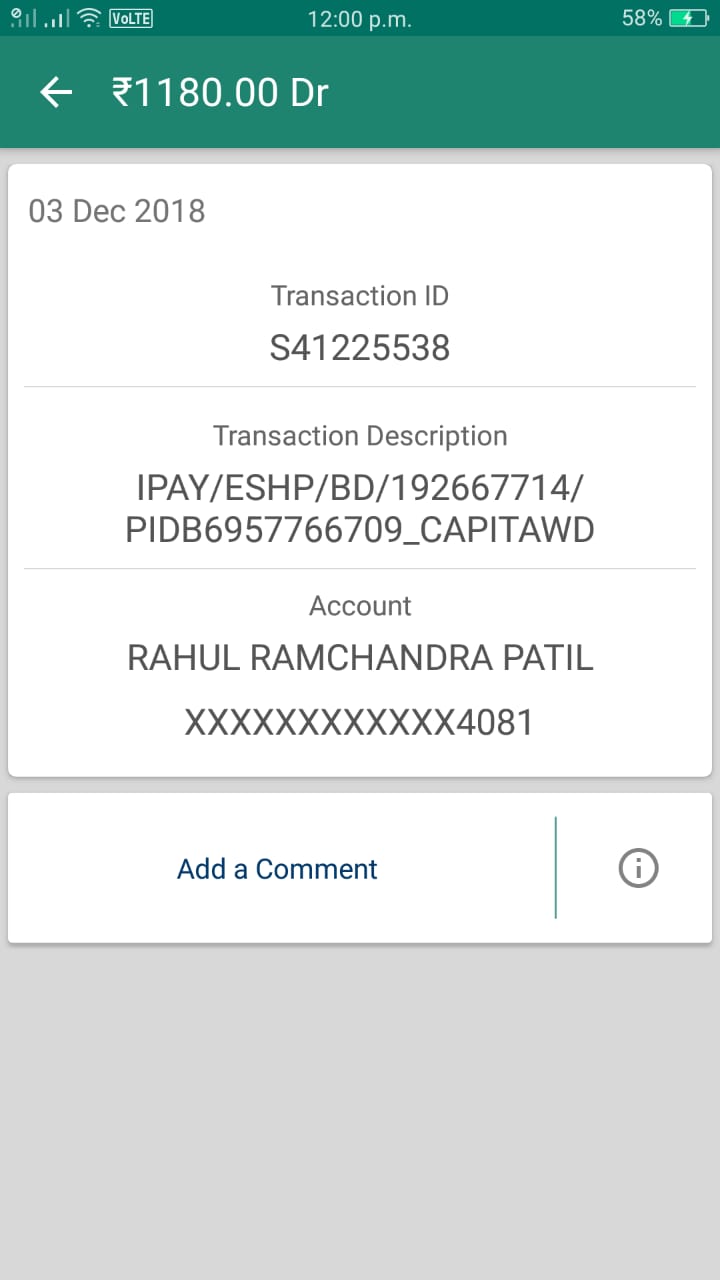 VoLTE 12:00 p.m. 58%
₹1180.00 Dr
03 Dec 2018
Transaction ID
S41225538
Transaction Description
IPAY/ESHP/BD/192667714/
PIDB6957766709_CAPITAWD
Account
RAHUL RAMCHANDRA PATIL
XXXXXXXXXXXX4081
Add a Comment